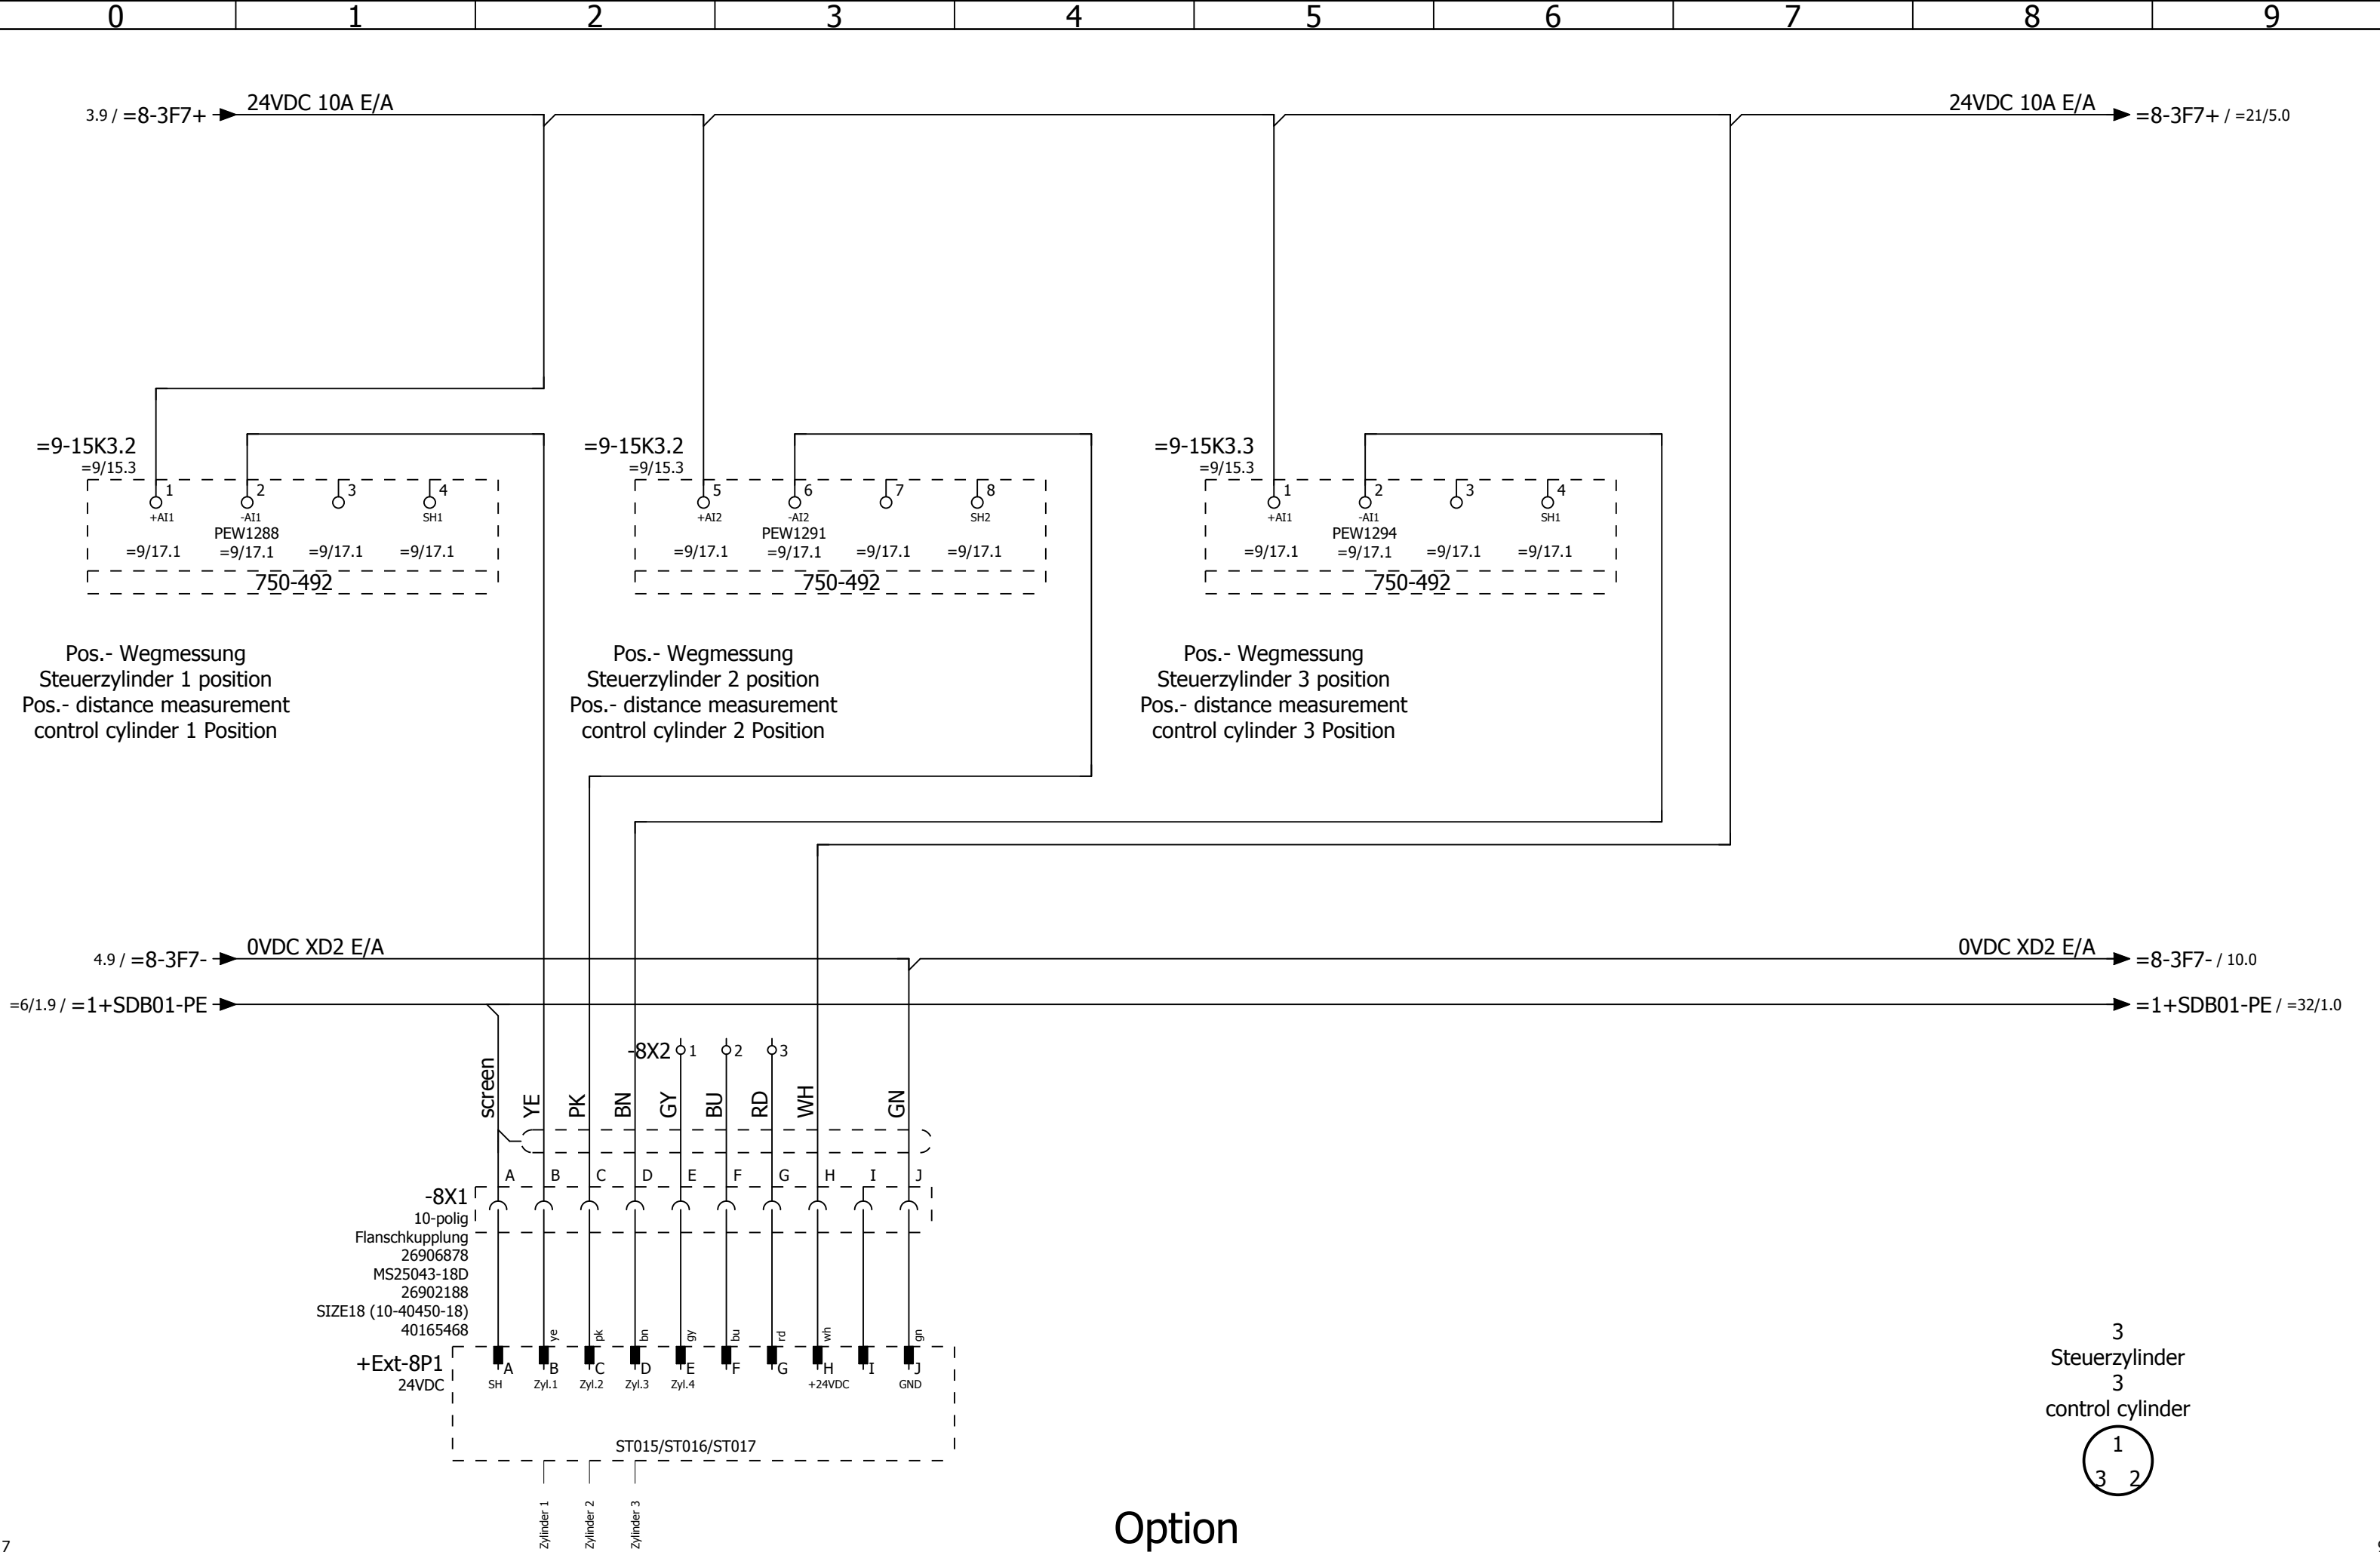 0 1 2 3 4 5 6 7 8 9
3.9 / =8-3F7+ 24VDC 10A E/A 24VDC 10A E/A =8-3F7+ / =21/5.0
=9-15K3.2 =9-15K3.2 =9-15K3.3
=9/15.3 =9/15.3 =9/15.3
1 2 3 4 5 6 7 8 1 2 3 4
+AI1 -AI1 SH1 +AI2 -AI2 SH2 +AI1 -AI1 SH1
PEW1288 PEW1291 PEW1294
=9/17.1 =9/17.1 =9/17.1 =9/17.1 =9/17.1 =9/17.1 =9/17.1 =9/17.1 =9/17.1 =9/17.1 =9/17.1 =9/17.1
750-492 750-492 750-492
Pos.- Wegmessung
Steuerzylinder 1 position
Pos.- distance measurement
control cylinder 1 Position
Pos.- Wegmessung
Steuerzylinder 2 position
Pos.- distance measurement
control cylinder 2 Position
Pos.- Wegmessung
Steuerzylinder 3 position
Pos.- distance measurement
control cylinder 3 Position
4.9 / =8-3F7- 0VDC XD2 E/A 0VDC XD2 E/A =8-3F7- / 10.0
=6/1.9 / =1+SDB01-PE =1+SDB01-PE / =32/1.0
-8X2 1 2 3
screen YE PK BN GY BU RD WH GN
A B C D E F G H I J
-8X1
10-polig
Flanschkupplung
26906878
MS25043-18D
26902188
SIZE18 (10-40450-18)
40165468
ye pk bn gy bu rd wh gn
+Ext-8P1
24VDC
A B C D E F G H I J
SH Zyl.1 Zyl.2 Zyl.3 Zyl.4 +24VDC GND
ST015/ST016/ST017
Zylinder 1 Zylinder 2 Zylinder 3
3
Steuerzylinder
3
control cylinder
1
3 2
Option
7